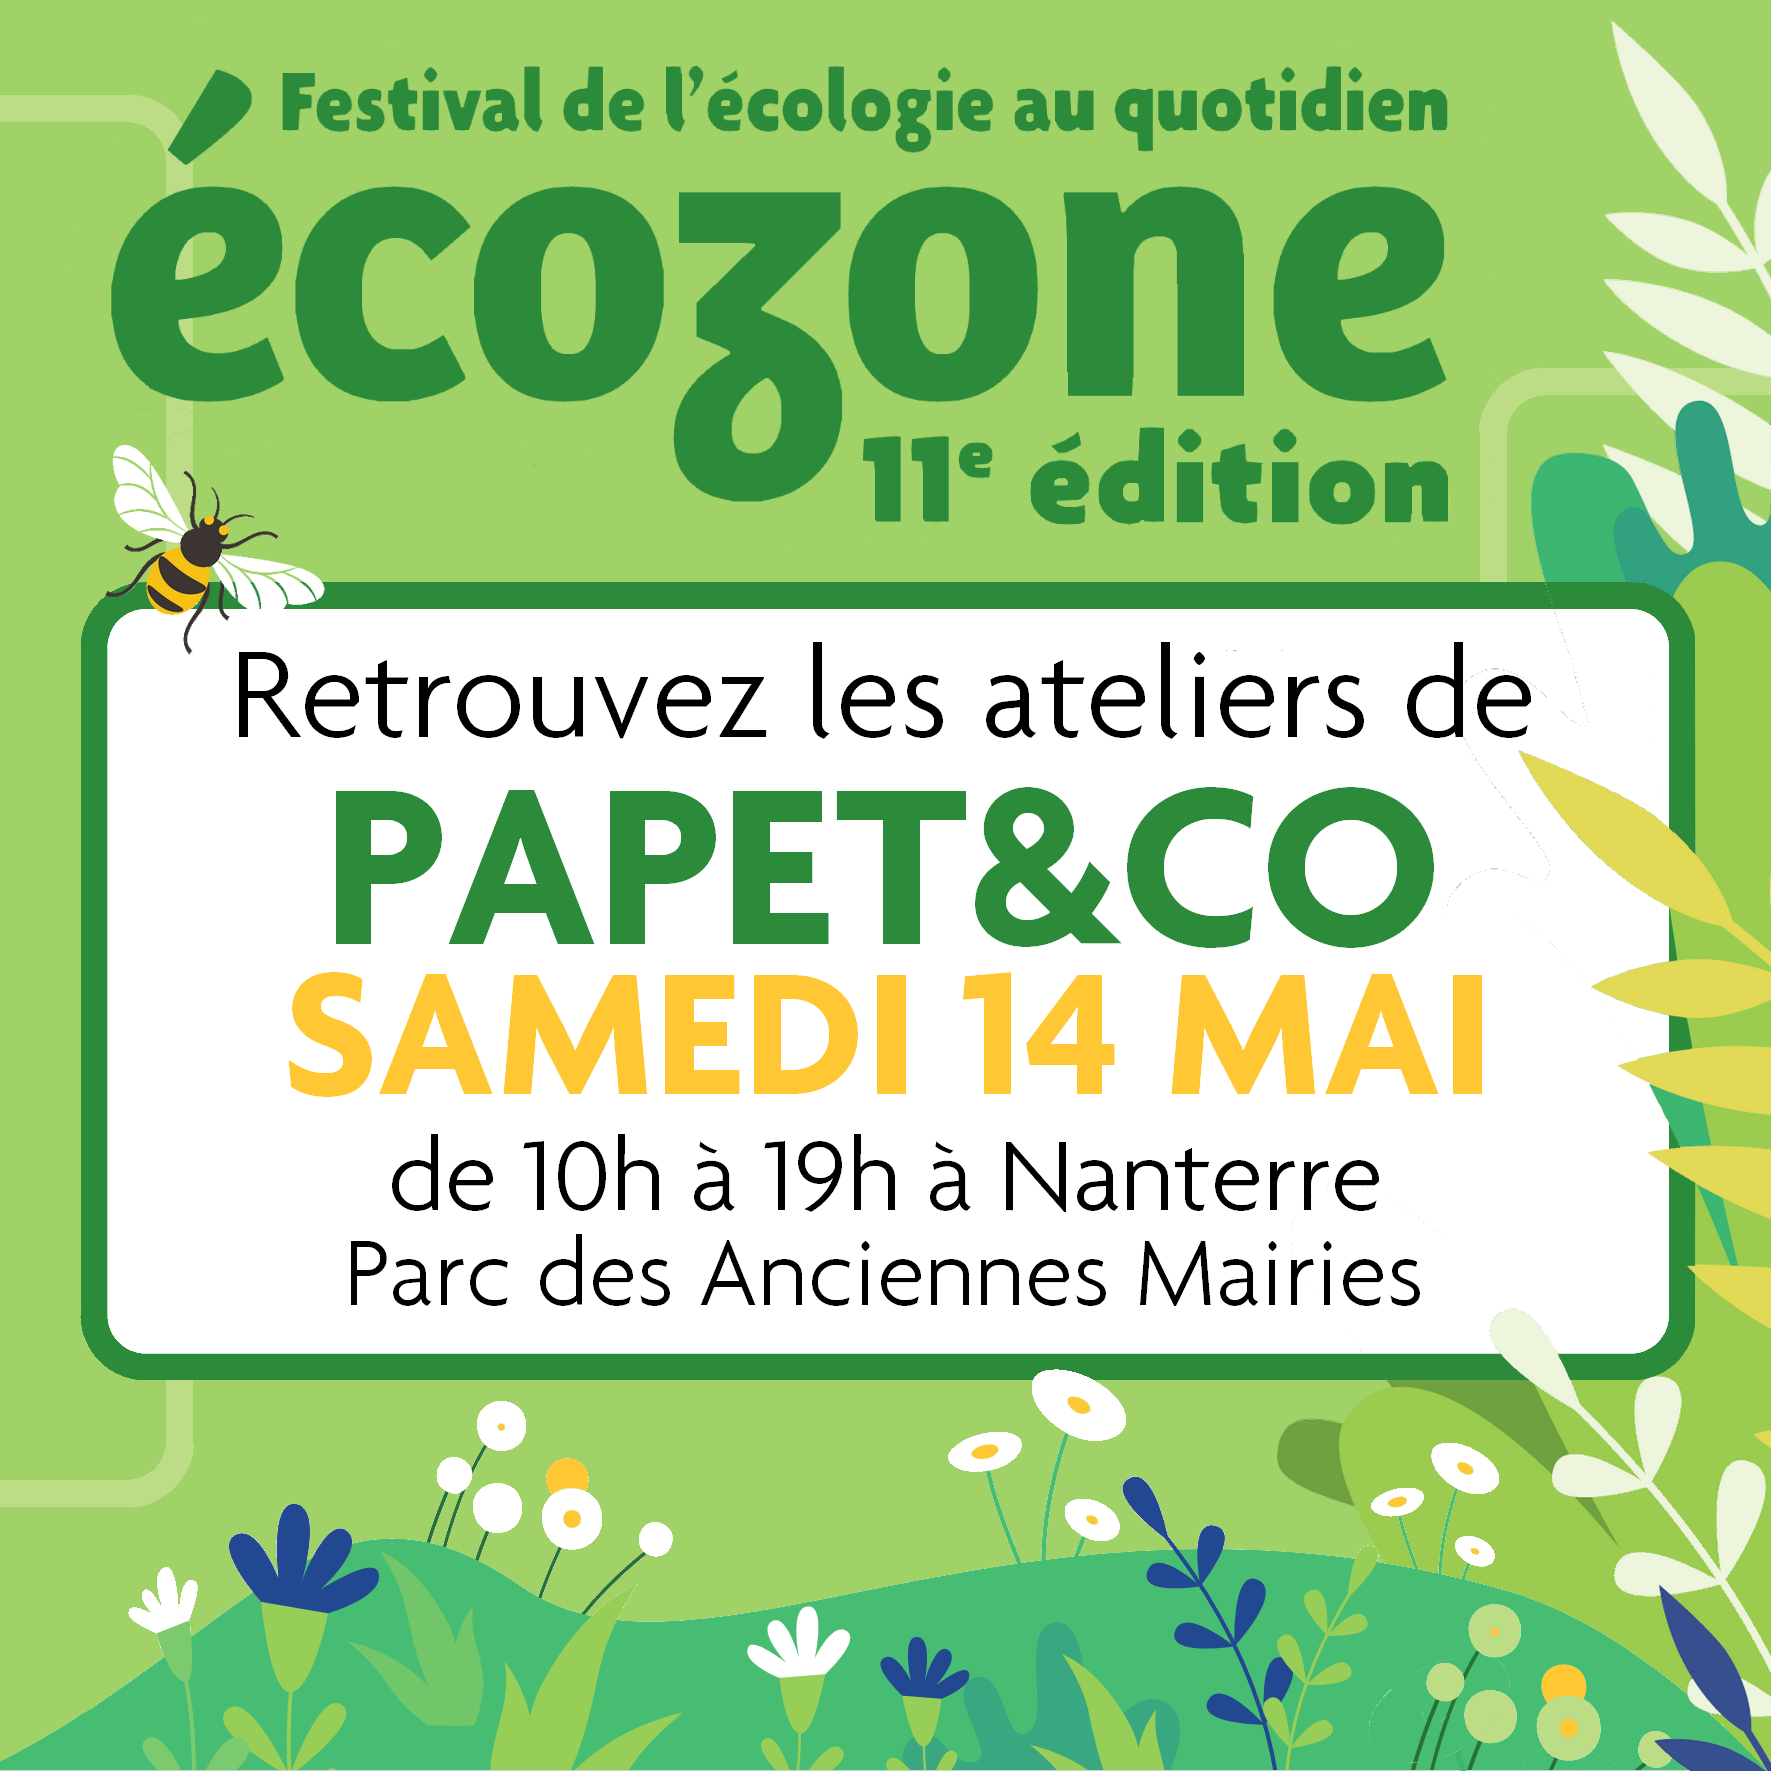 Festival de l'écologie au quotidien
écozone
11e édition
Retrouvez les ateliers de
PAPET&CO
SAMEDI 14 MAI
de 10h à 19h à Nanterre
Parc des Anciennes Mairies